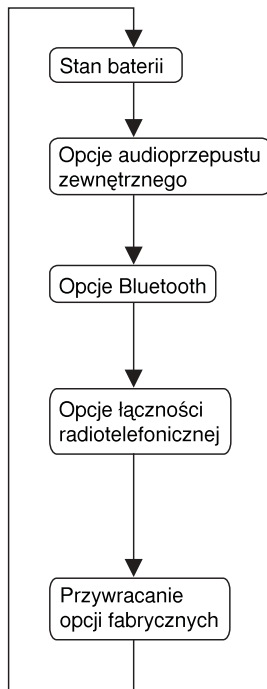 Stan baterii
Opcje audioprzepustu
zewnętrznego
Opcje Bluetooth
Opcje łączności
radiotelefonicznej
Przywracanie
opcji fabrycznych